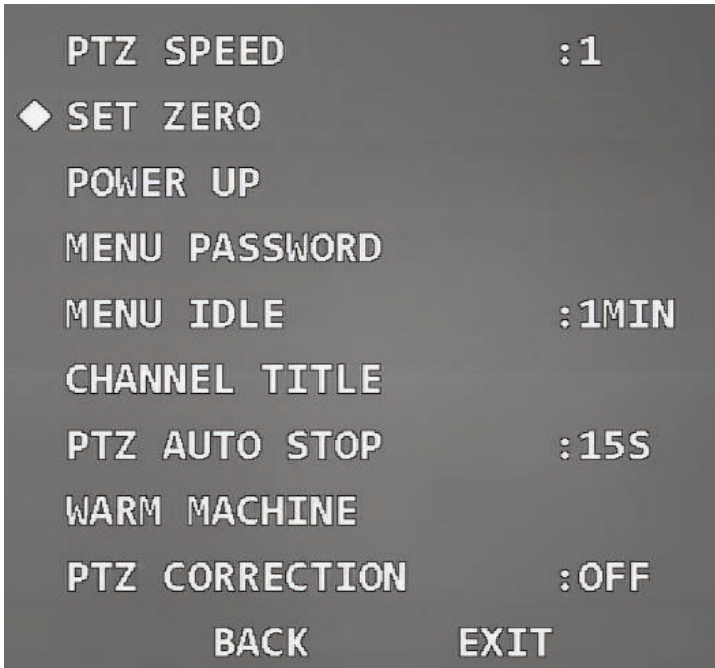 PTZ SPEED :1
SET ZERO
POWER UP
MENU PASSWORD
MENU IDLE :1MIN
CHANNEL TITLE
PTZ AUTO STOP :15S
WARM MACHINE
PTZ CORRECTION :OFF
BACK EXIT